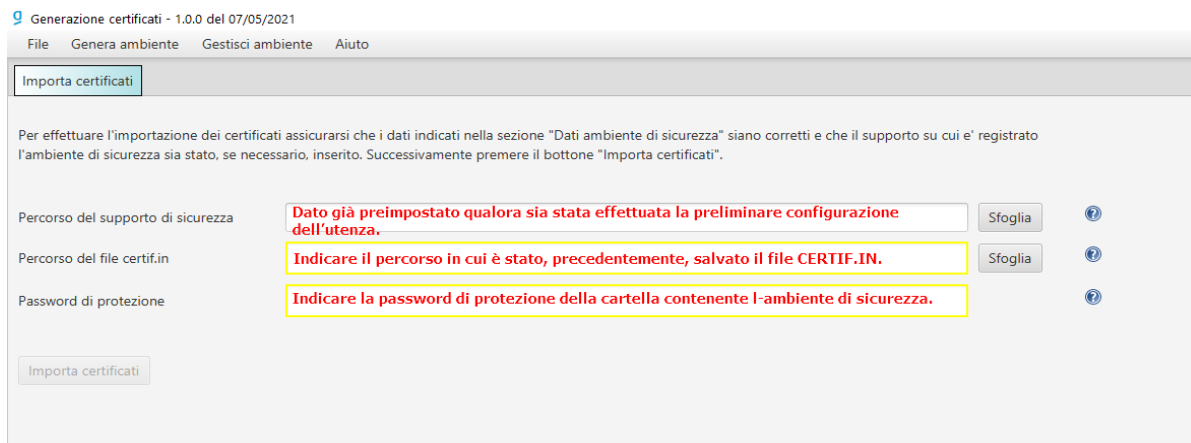 Generazione certificati - 1.0.0 del 07/05/2021
File Genera ambiente Gestisci ambiente Aiuto
Importa certificati
Per effettuare l'importazione dei certificati assicurarsi che i dati indicati nella sezione "Dati ambiente di sicurezza" siano corretti e che il supporto su cui e' registrato
l'ambiente di sicurezza sia stato, se necessario, inserito. Successivamente premere il bottone "Importa certificati".
Percorso del supporto di sicurezza
Dato già preimpostato qualora sia stata effettuata la preliminare configurazione
dell'utenza.
Sfoglia
Percorso del file certif.in
Indicare il percorso in cui è stato, precedentemente, salvato il file CERTIF.IN.
Sfoglia
Password di protezione
Indicare la password di protezione della cartella contenente l-ambiente di sicurezza.
Importa certificati